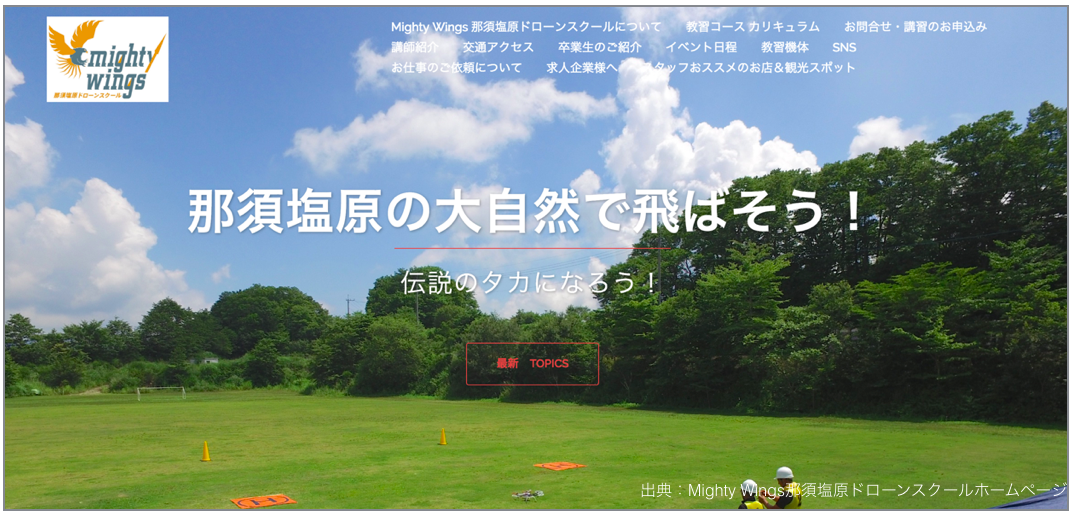 mighty
wings
那須塩原ドローンスクール
Mighty Wings 那須塩原ドローンスクールについて 教習コース カリキュラム お問合せ・講習のお申込み
講師紹介 交通アクセス 卒業生のご紹介 イベント日程 教習機体 SNS
お仕事のご依頼について 求人企業様へ タッフおススメのお店&観光スポット
那須塩原の大自然で飛ばそう！
伝説のタカになろう！
最新 TOPICS
H
出典：Mighty Wings那須塩原ドローンスクールホームページ